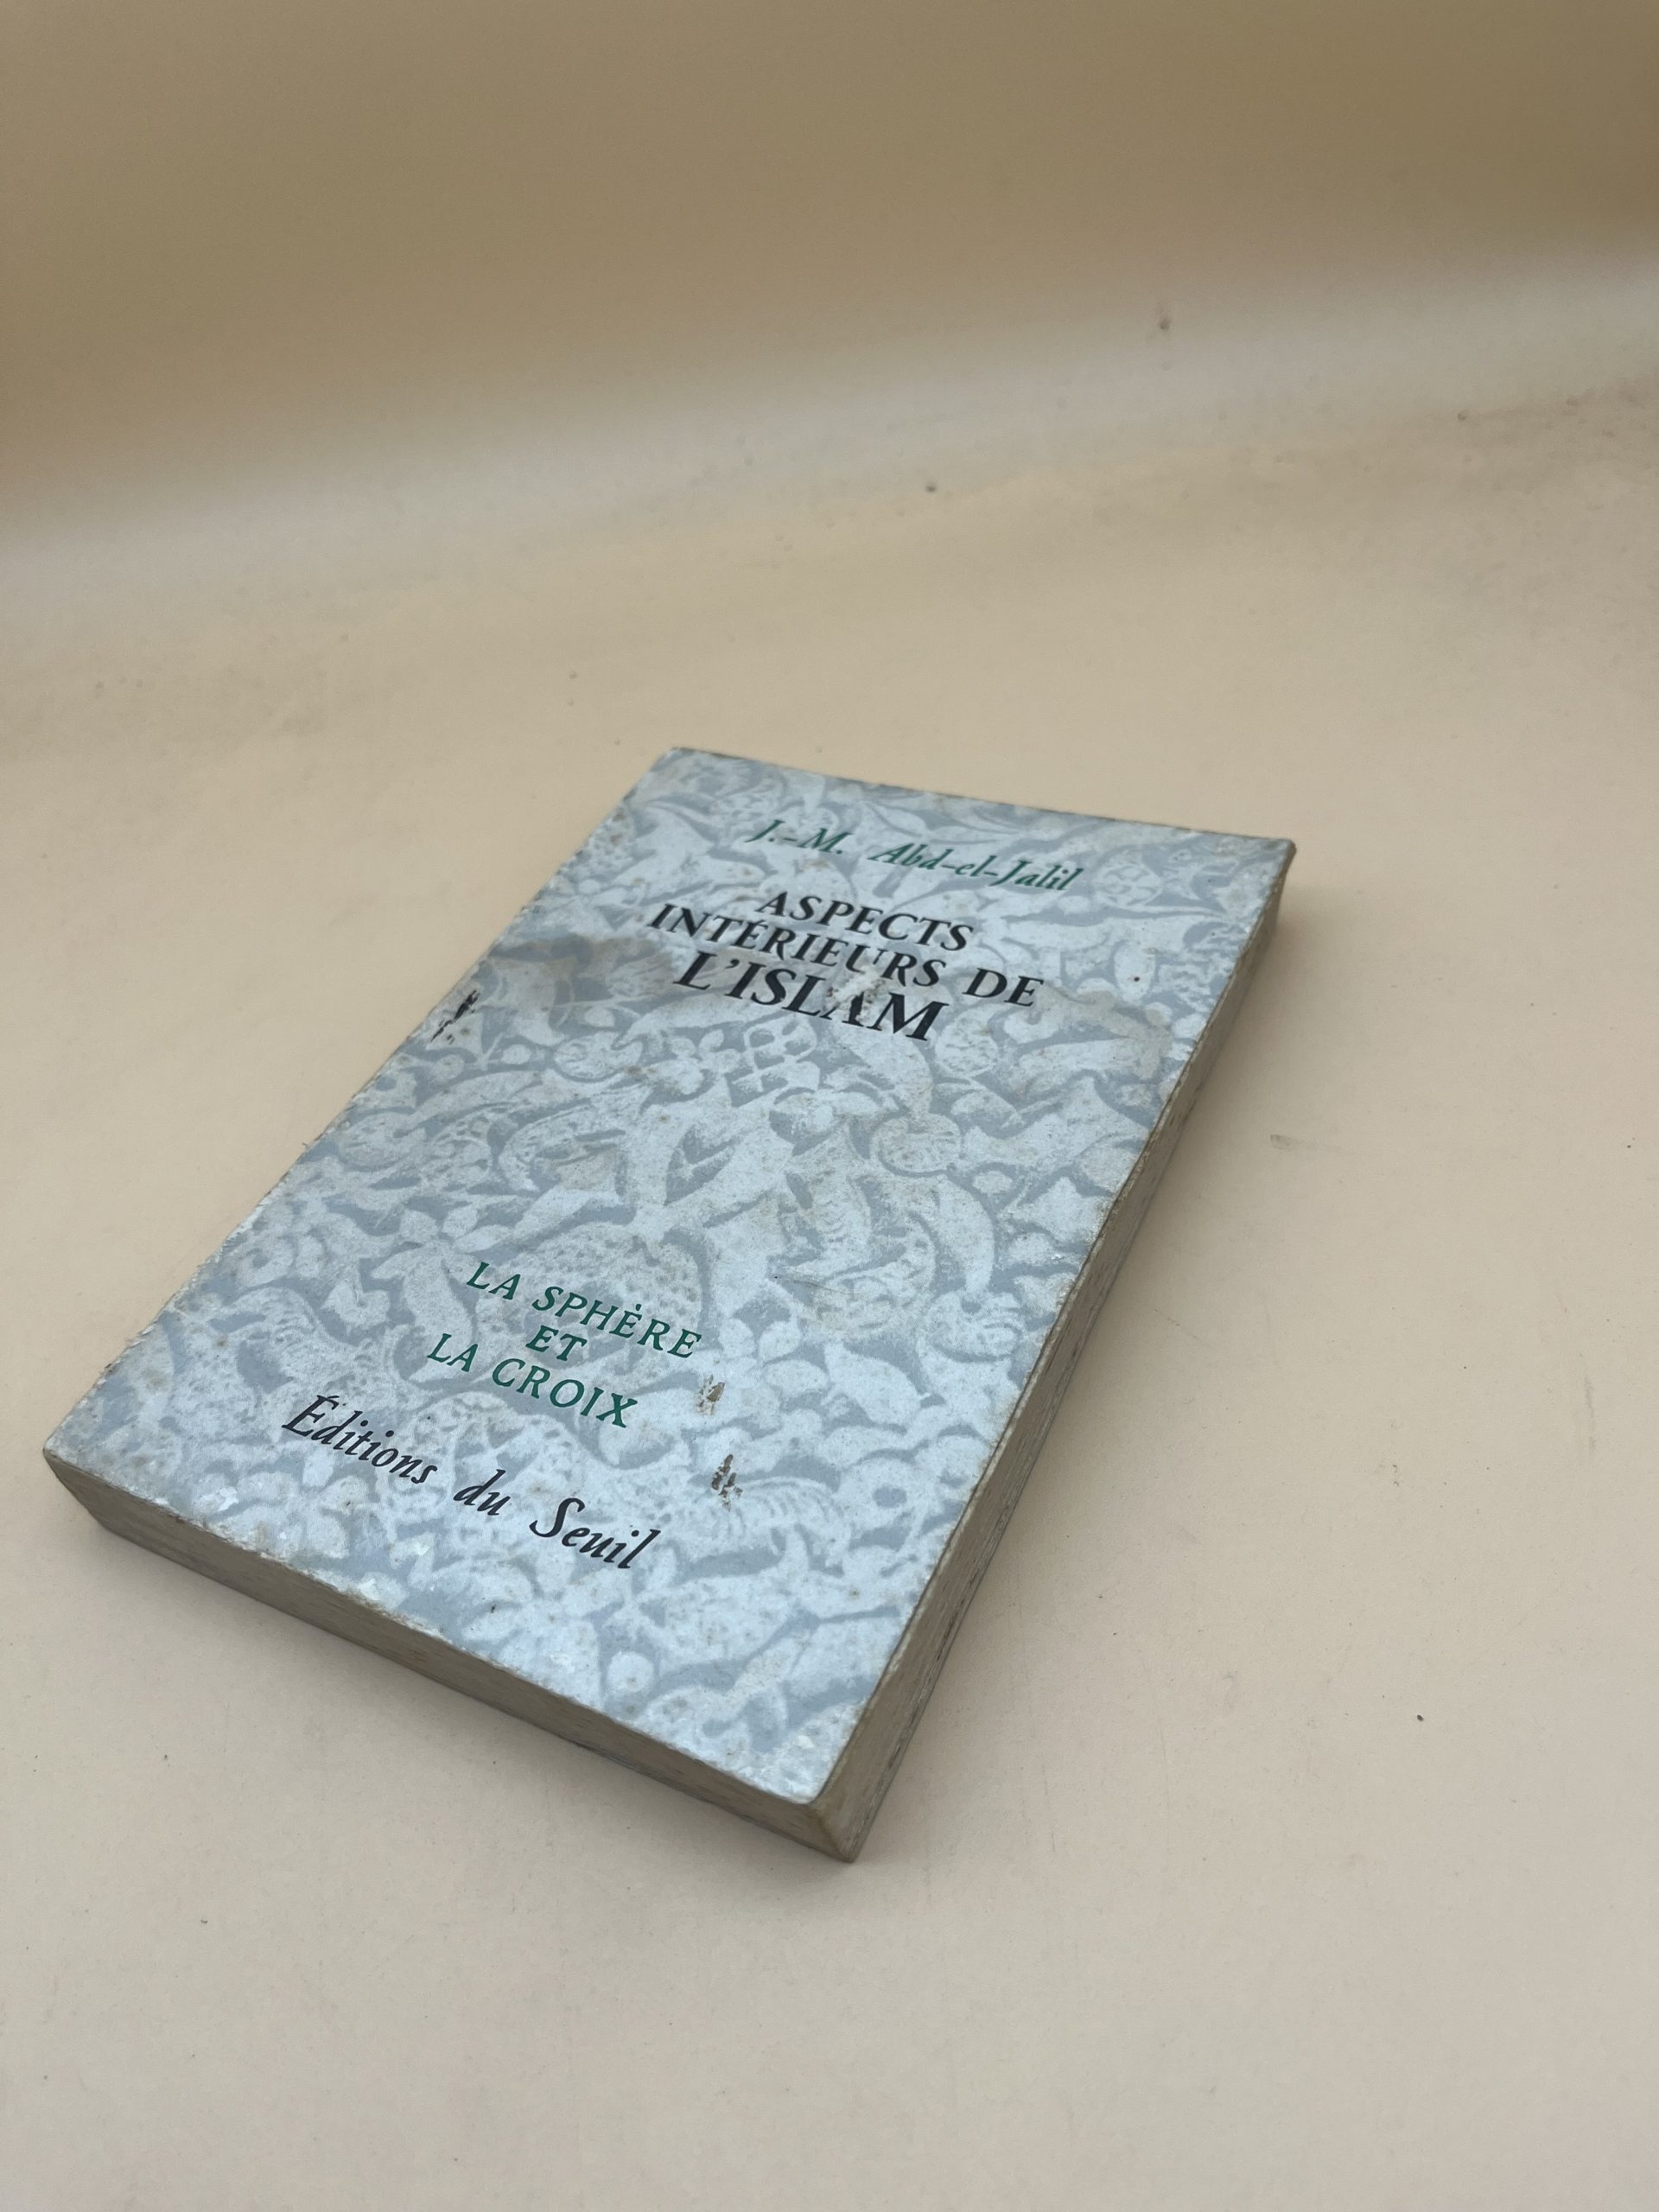 J.-M. Abd-el-Jalil
ASPECTS
INTÉRIEURS DE
L'ISLAM
LA SPHÈRE
ET
LA CROIX
Éditions du Seuil